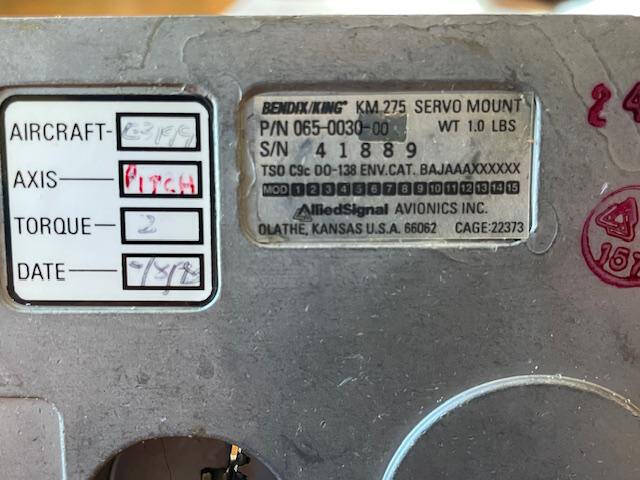 AIRCRAFT-
AXIS PITCH
TORQUE 2
DATE
BENDIX/KING® KM 275 SERVO MOUNT
P/N 065-0030-00 WT 1.0 LBS
S/N 41889
TSO C9c DO-138 ENV.CAT. BAJAAAXXXXXX
MOD 1 2 3 4 5 6 7 8 9 10 11 12 13 14 15
AlliedSignal AVIONICS INC.
OLATHE, KANSAS U.S.A. 66062 CAGE:22373
24
151